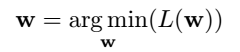 w = arg min(L(w))
w